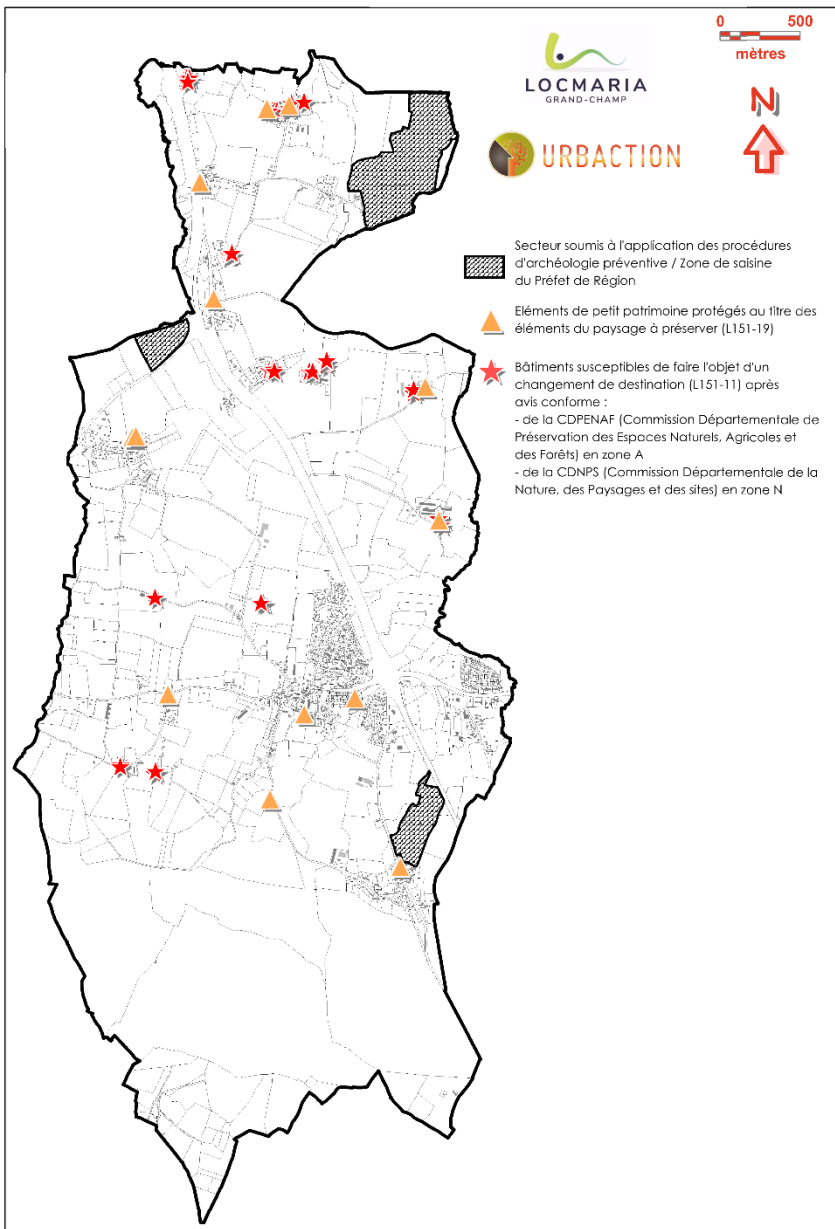 0 500
mètres
LOCMARIA
GRAND-CHAMP
N
URBACTION
Secteur soumis à l'application des procédures
d'archéologie préventive / Zone de saisine
du Préfet de Région
Eléments de petit patrimoine protégés au titre des
éléments du paysage à préserver (L151-19)
Bâtiments susceptibles de faire l'objet d'un
changement de destination (L151-11) après
avis conforme :
- de la CDPENAF (Commission Départementale de
Préservation des Espaces Naturels, Agricoles et
des Forêts) en zone A
- de la CDNPS (Commission Départementale de la
Nature, des Paysages et des sites) en zone N